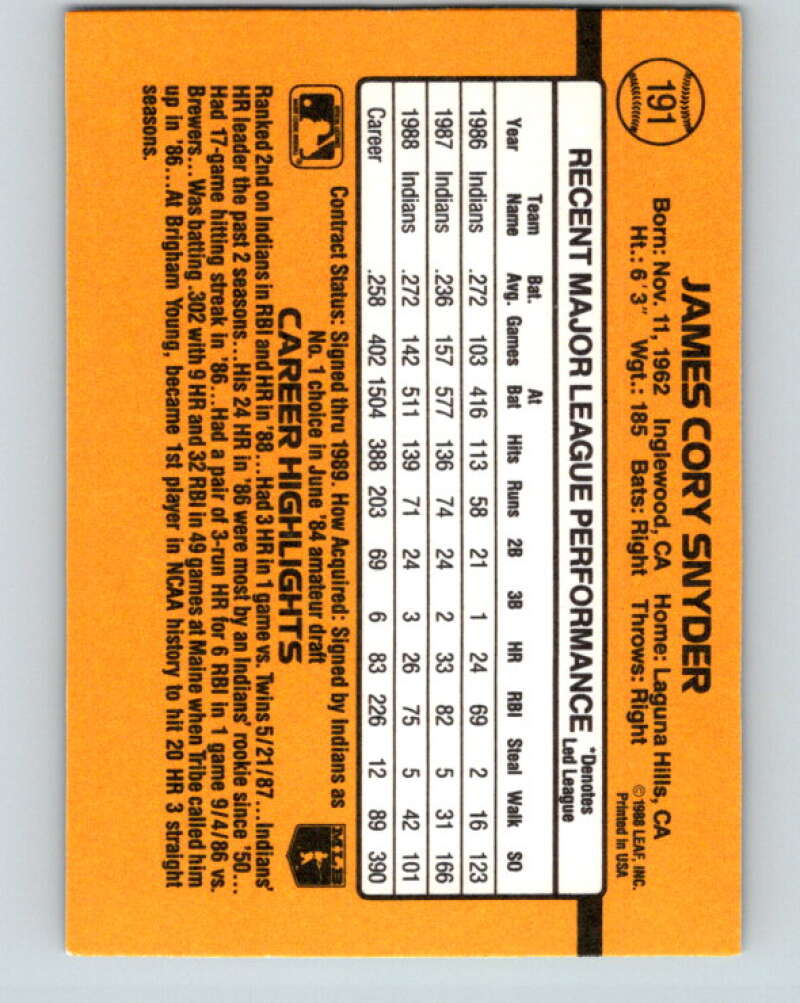 191
JAMES CORY SNYDER
Born: Nov. 11, 1962 Inglewood, CA Home: Laguna Hills, CA
Ht.: 6'3" Wgt.: 185 Bats: Right Throws: Right
© 1988 LEAF, INC.
Printed in USA
RECENT MAJOR LEAGUE PERFORMANCE *Denotes Led League
Year Team Name Bat. Avg. Games At Bat Hits Runs 2B 3B HR RBI Steal Walk SO
1986 Indians .272 103 416 113 58 21 1 24 69 2 16 123
1987 Indians .236 157 577 136 74 24 2 33 82 5 31 166
1988 Indians .272 142 511 139 71 24 3 26 75 5 42 101
Career .258 402 1504 388 203 69 6 83 226 12 89 390
Contract Status: Signed thru 1989. How Acquired: Signed by Indians as
No. 1 choice in June '84 amateur draft
MLB
CAREER HIGHLIGHTS
Ranked 2nd on Indians in RBI and HR in '88...Had 3 HR in 1 game vs. Twins 5/21/87...Indians'
HR leader the past 2 seasons...His 24 HR in '86 were most by an Indians' rookie since '50...
Had 17-game hitting streak in '86...Had a pair of 3-run HR for 6 RBI in 1 game 9/4/86 vs.
Brewers...Was batting .302 with 9 HR and 32 RBI in 49 games at Maine when Tribe called him
up in '86...At Brigham Young, became 1st player in NCAA history to hit 20 HR 3 straight
seasons.